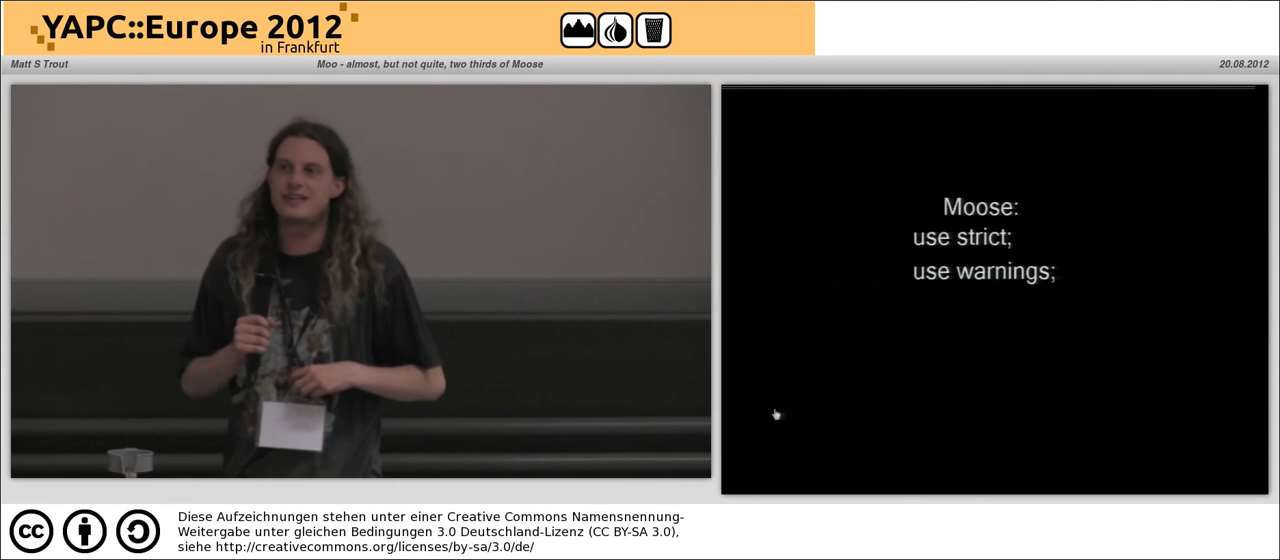 YAPC::Europe 2012
in Frankfurt
Matt S Trout
Moo - almost, but not quite, two thirds of Moose
20.08.2012
Moose:
use strict;
use warnings;
cc
Diese Aufzeichnungen stehen unter einer Creative Commons Namensnennung-
Weitergabe unter gleichen Bedingungen 3.0 Deutschland-Lizenz (CC BY-SA 3.0),
siehe http://creativecommons.org/licenses/by-sa/3.0/de/